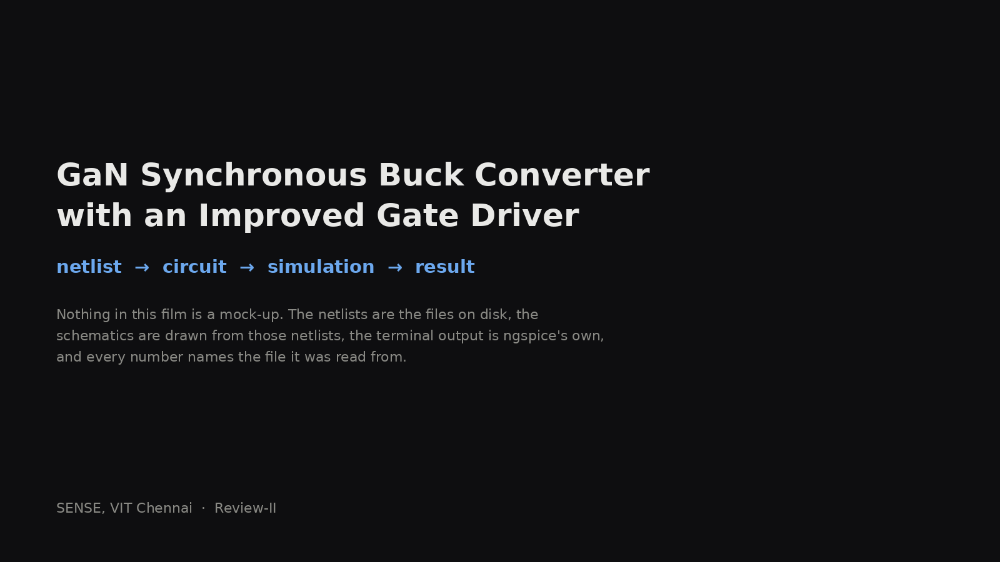 GaN Synchronous Buck Converter
with an Improved Gate Driver
netlist → circuit → simulation → result
Nothing in this film is a mock-up. The netlists are the files on disk, the
schematics are drawn from those netlists, the terminal output is ngspice's own,
and every number names the file it was read from.
SENSE, VIT Chennai · Review-II